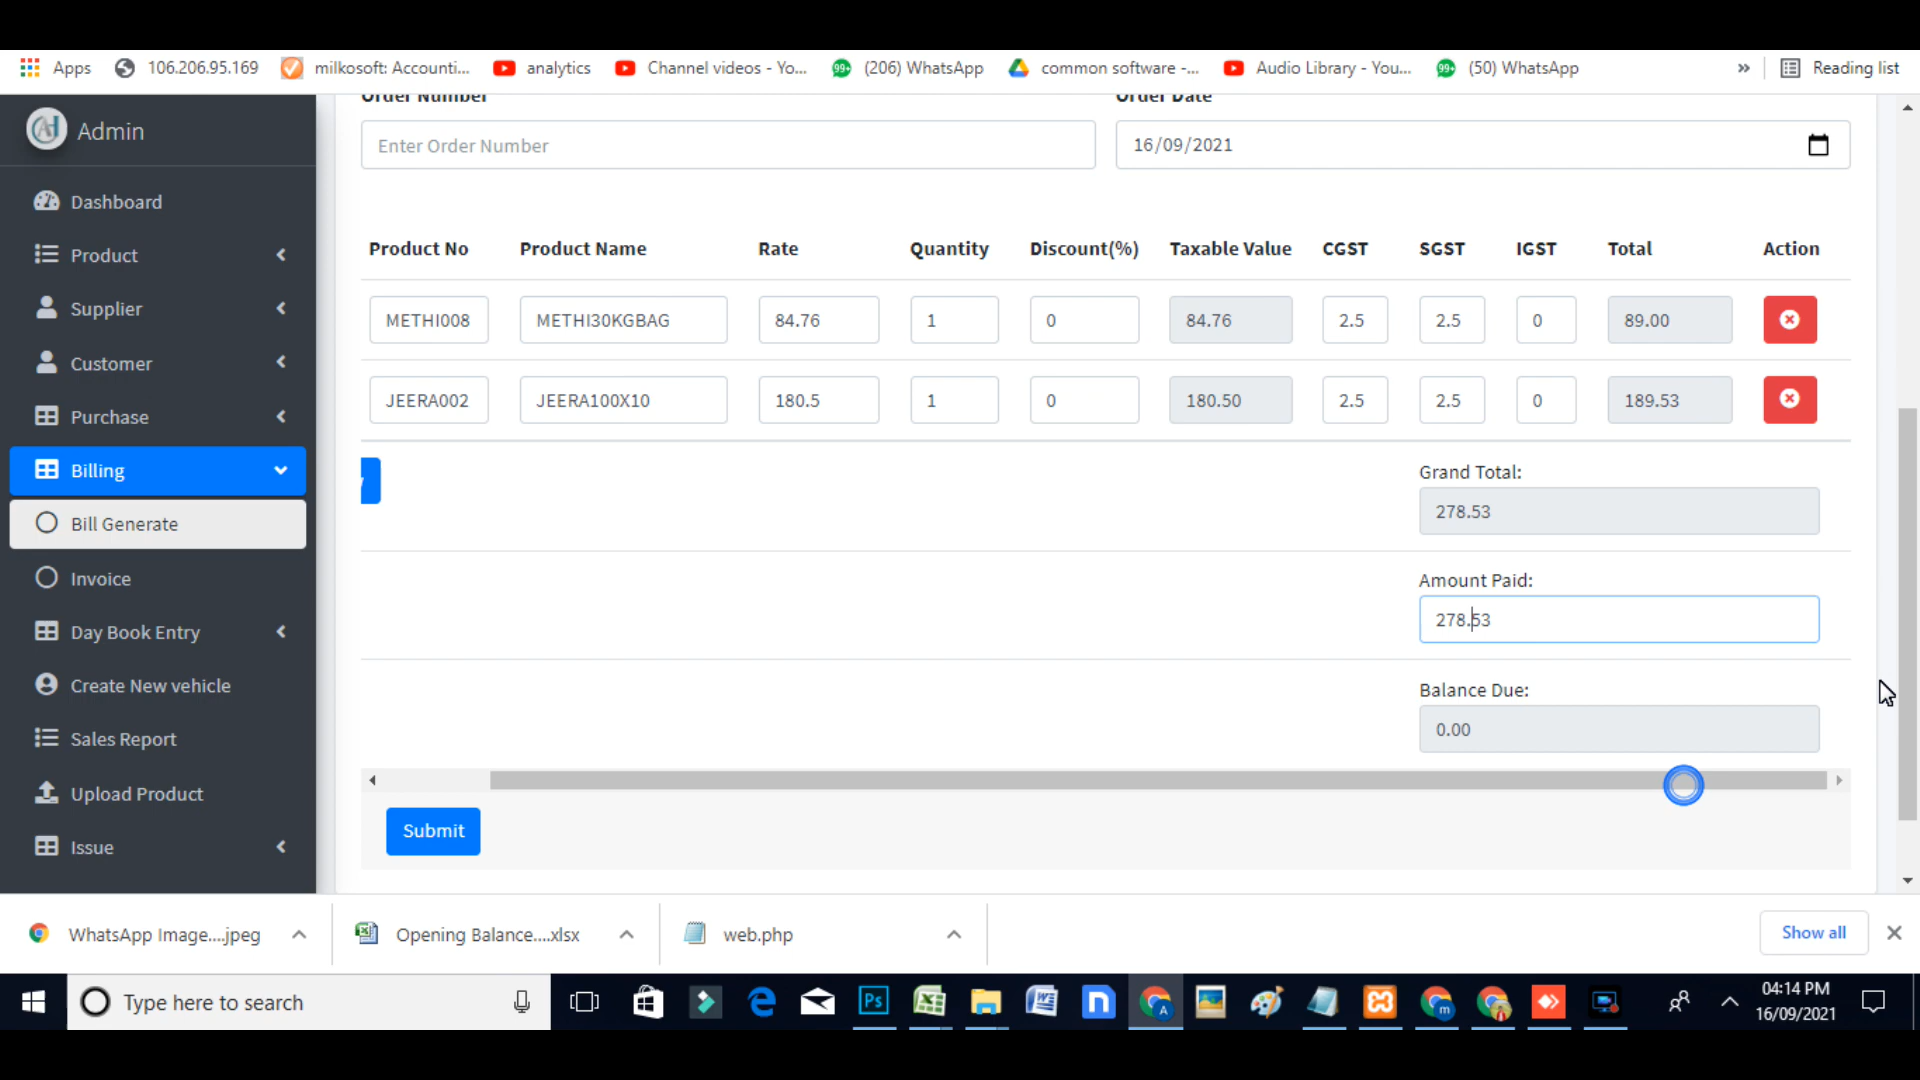 Apps 106.206.95.169 milkosoft: Accounti... analytics Channel videos - Yo... (206) WhatsApp common software -... Audio Library - You... (50) WhatsApp » Reading list
Admin
Order Number Order Date
Enter Order Number 16/09/2021
Dashboard
Product
Supplier
Customer
Purchase
Billing
Bill Generate
Invoice
Day Book Entry
Create New vehicle
Sales Report
Upload Product
Issue
Product No Product Name Rate Quantity Discount(%) Taxable Value CGST SGST IGST Total Action
METHI008 METHI30KGBAG 84.76 1 0 84.76 2.5 2.5 0 89.00
JEERA002 JEERA100X10 180.5 1 0 180.50 2.5 2.5 0 189.53
Grand Total:
278.53
Amount Paid:
278.53
Balance Due:
0.00
Submit
WhatsApp Image....jpeg Opening Balance....xlsx web.php Show all
Type here to search
04:14 PM
16/09/2021